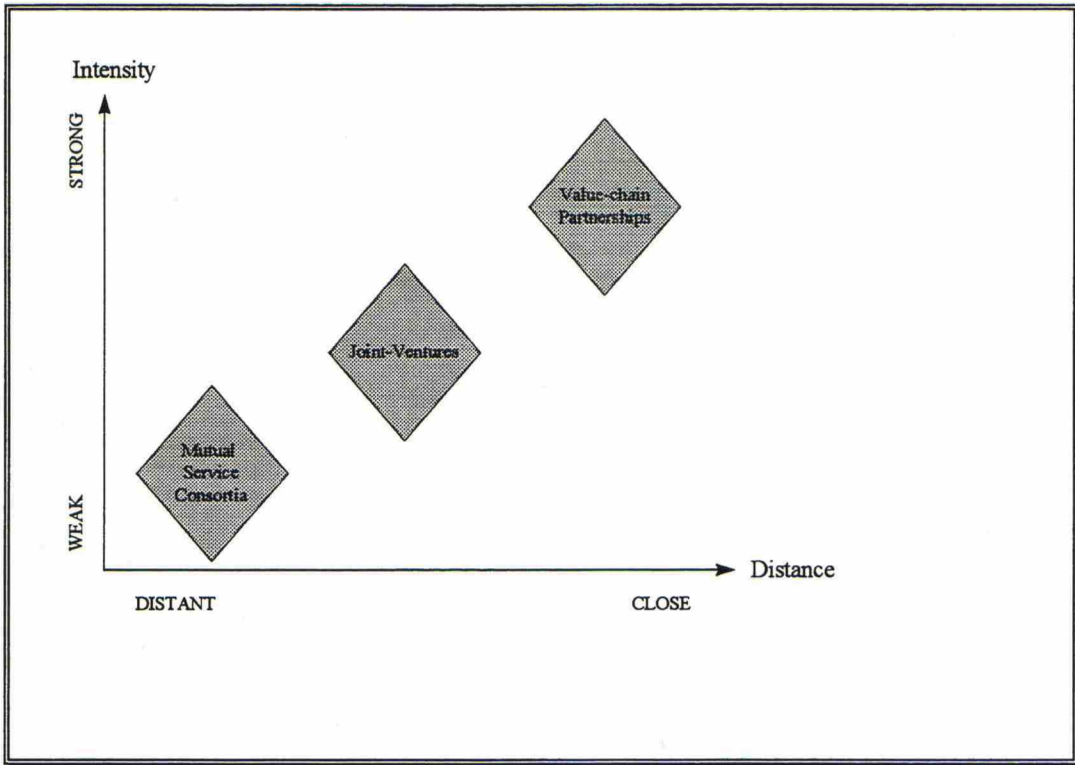 Intensity
STRONG
Value-chain
Partnerships
Joint-Ventures
Mutual
Service
Consortia
WEAK
Distance
DISTANT
CLOSE